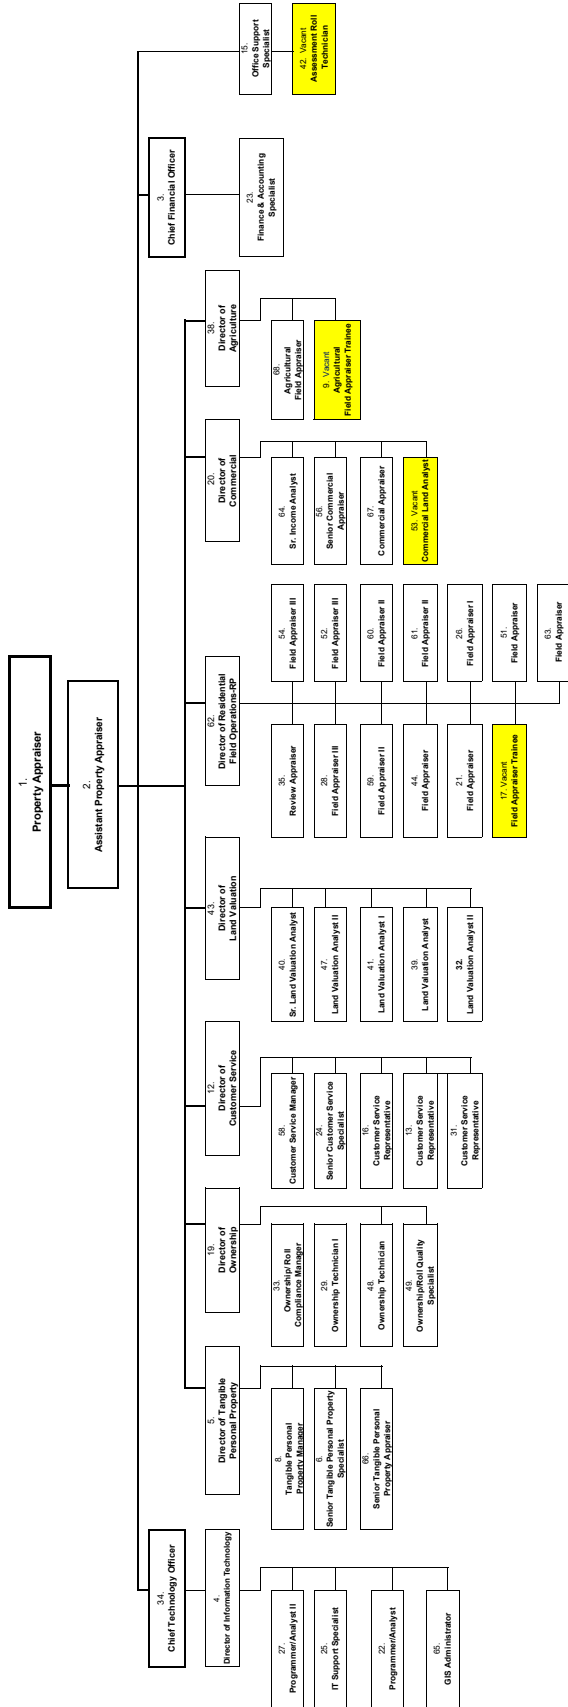 1.
Property Appraiser
2.
Assistant Property Appraiser
34.
Chief Technology Officer
3.
Chief Financial Officer
15.
Office Support
Specialist
42. Vacant
Assessment Roll
Technician
4.
Director of Information Technology
5.
Director of Tangible
Personal Property
19.
Director of
Ownership
12.
Director of
Customer Service
43.
Director of
Land Valuation
62.
Director of Residential
Field Operations-RP
20.
Director of
Commercial
38.
Director of
Agriculture
23.
Finance & Accounting
Specialist
27.
Programmer/Analyst II
25.
IT Support Specialist
22.
Programmer/Analyst
65.
GIS Administrator
8.
Tangible Personal
Property Manager
6.
Senior Tangible Personal Property
Specialist
66.
Senior Tangible Personal
Property Appraiser
33.
Ownership/ Roll
Compliance Manager
29.
Ownership Technician I
48.
Ownership Technician
49.
Ownership/Roll Quality
Specialist
58.
Customer Service Manager
24.
Senior Customer Service
Specialist
16.
Customer Service
Representative
13.
Customer Service
Representative
31.
Customer Service
Representative
40.
Sr. Land Valuation Analyst
47.
Land Valuation Analyst II
41.
Land Valuation Analyst I
39.
Land Valuation Analyst
32.
Land Valuation Analyst II
35.
Review Appraiser
28.
Field Appraiser III
59.
Field Appraiser II
44.
Field Appraiser
21.
Field Appraiser
17. Vacant
Field Appraiser Trainee
54.
Field Appraiser III
52.
Field Appraiser III
60.
Field Appraiser II
61.
Field Appraiser II
26.
Field Appraiser I
51.
Field Appraiser
63.
Field Appraiser
64.
Sr. Income Analyst
56.
Senior Commercial
Appraiser
67.
Commercial Appraiser
53. Vacant
Commercial Land Analyst
68.
Agricultural
Field Appraiser
9. Vacant
Agricultural
Field Appraiser Trainee